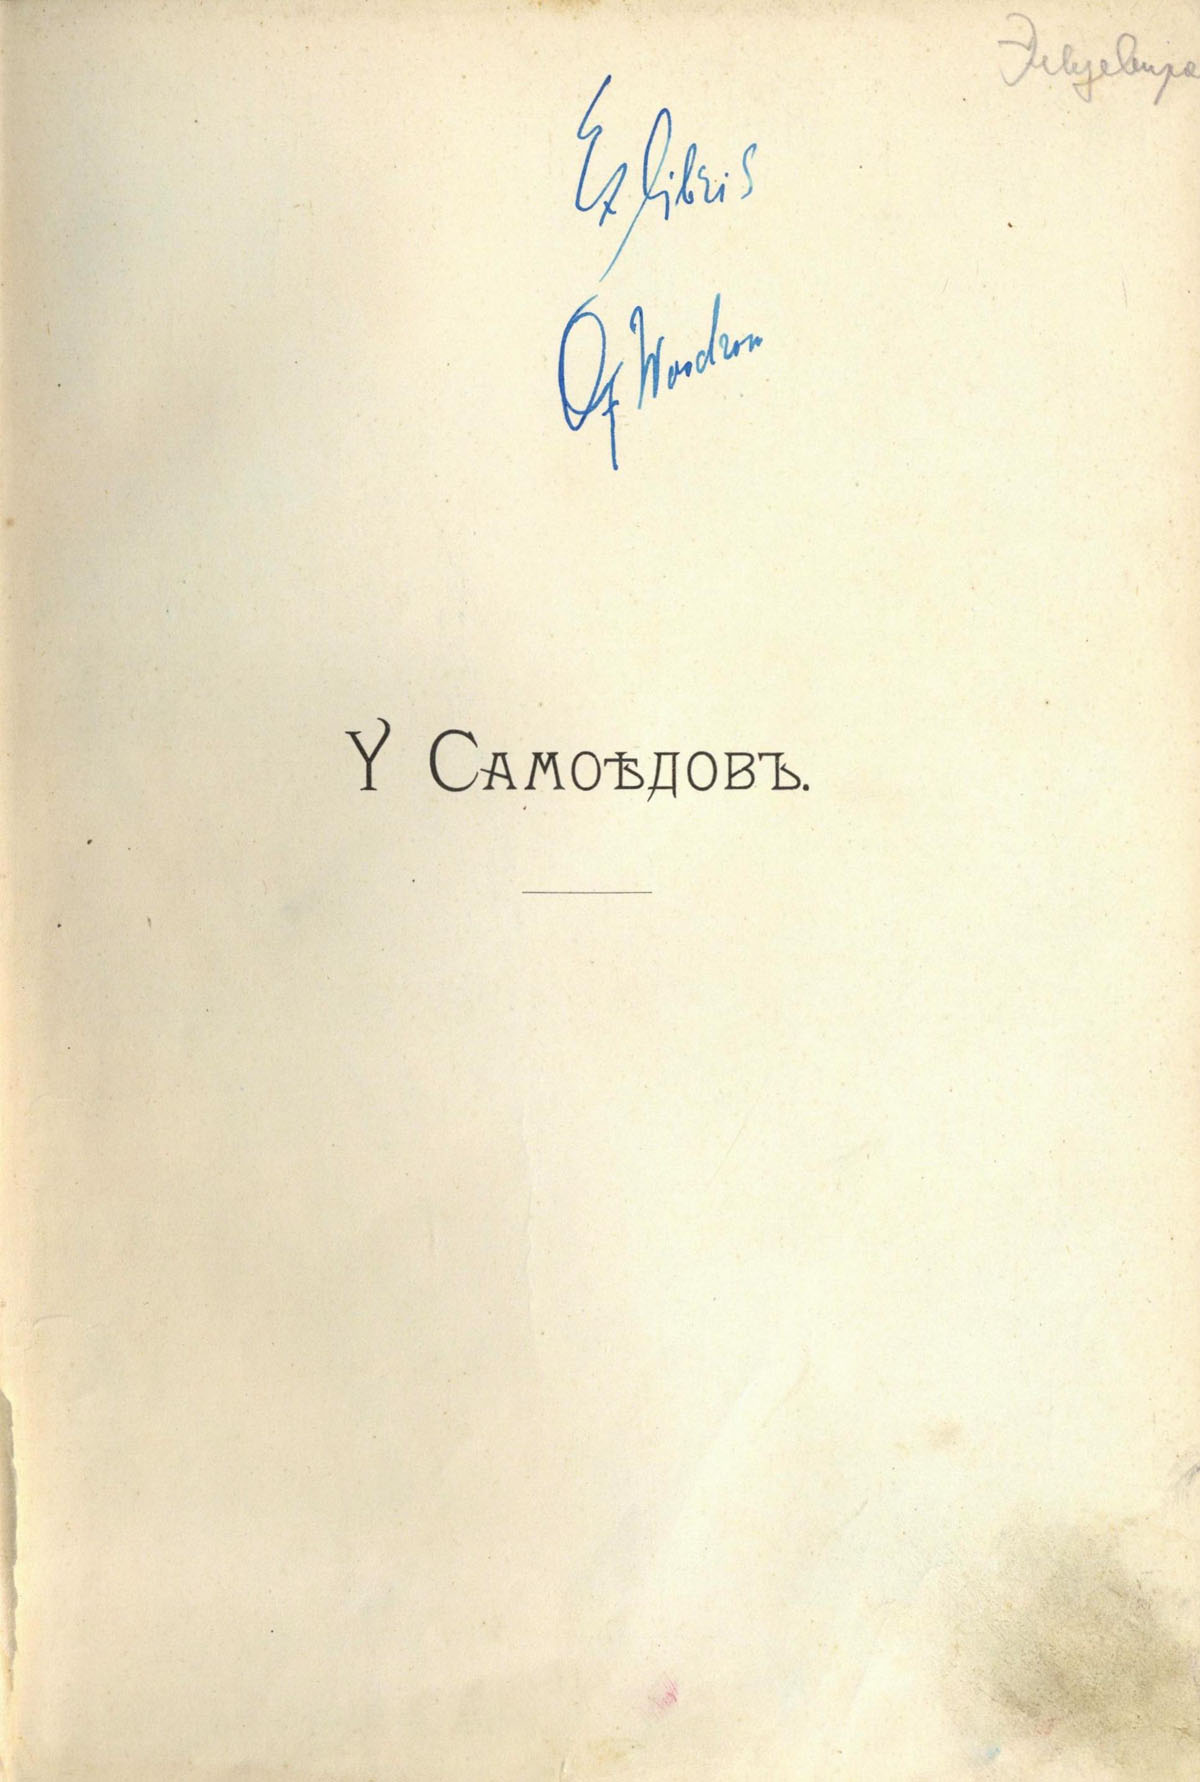 Ex libris
Of Woodrow
У Самоѣдовъ.